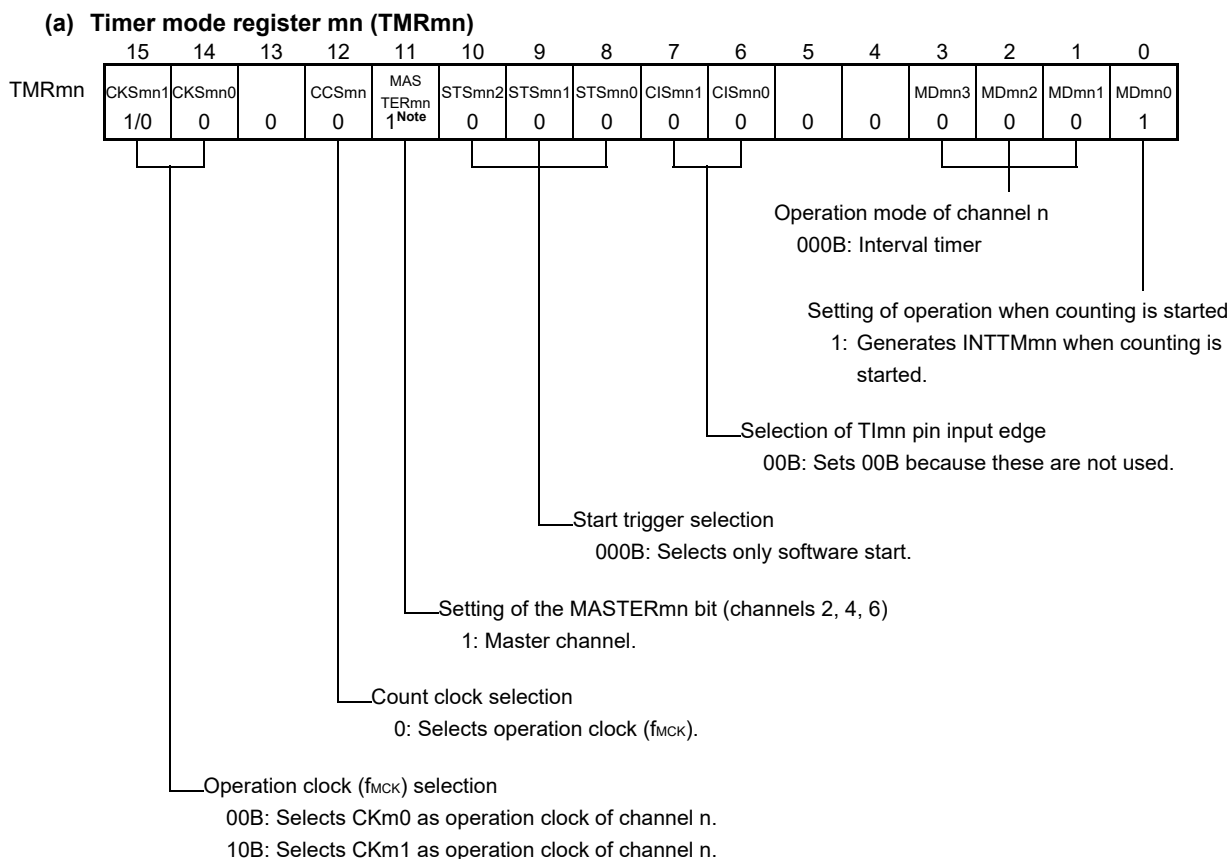 (a) Timer mode register mn (TMRmn)
15 14 13 12 11 10 9 8 7 6 5 4 3 2 1 0
TMRmn CKSmn1 CKSmn0 CCSmn MAS TERmn STSmn2 STSmn1 STSmn0 CISmn1 CISmn0 MDmn3 MDmn2 MDmn1 MDmn0
1/0 0 0 0 1Note 0 0 0 0 0 0 0 0 0 0 1
Operation mode of channel n
000B: Interval timer
Setting of operation when counting is started
1: Generates INTTMmn when counting is
started.
Selection of TImn pin input edge
00B: Sets 00B because these are not used.
Start trigger selection
000B: Selects only software start.
Setting of the MASTERmn bit (channels 2, 4, 6)
1: Master channel.
Count clock selection
0: Selects operation clock (fMCK).
Operation clock (fMCK) selection
00B: Selects CKm0 as operation clock of channel n.
10B: Selects CKm1 as operation clock of channel n.